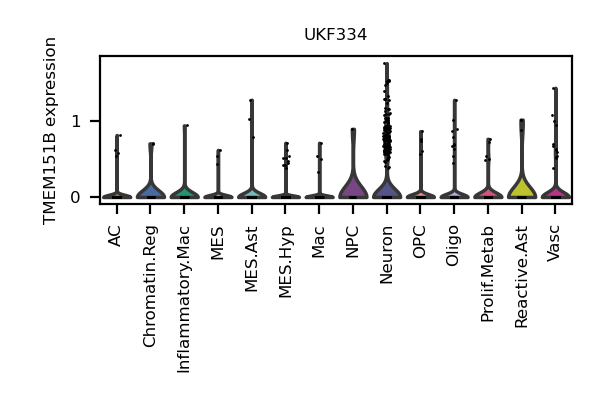 UKF334
TMEM151B expression
1
0
AC
Chromatin.Reg
Inflammatory.Mac
MES
MES.Ast
MES.Hyp
Mac
NPC
Neuron
OPC
Oligo
Prolif.Metab
Reactive.Ast
Vasc